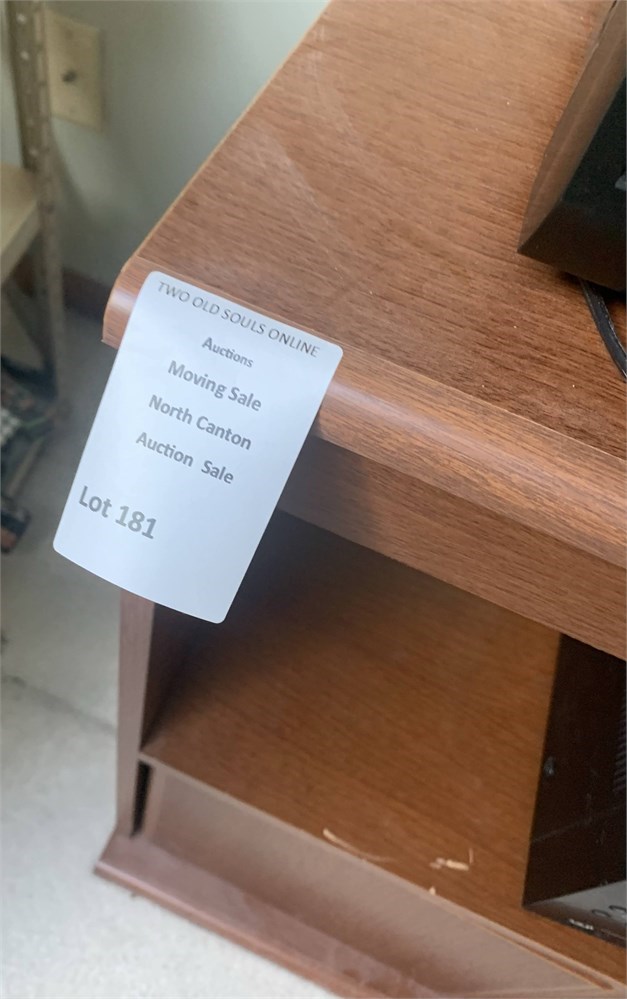 TWO OLD SOULS ONLINE
Auctions
Moving Sale
North Canton
Auction Sale
Lot 181